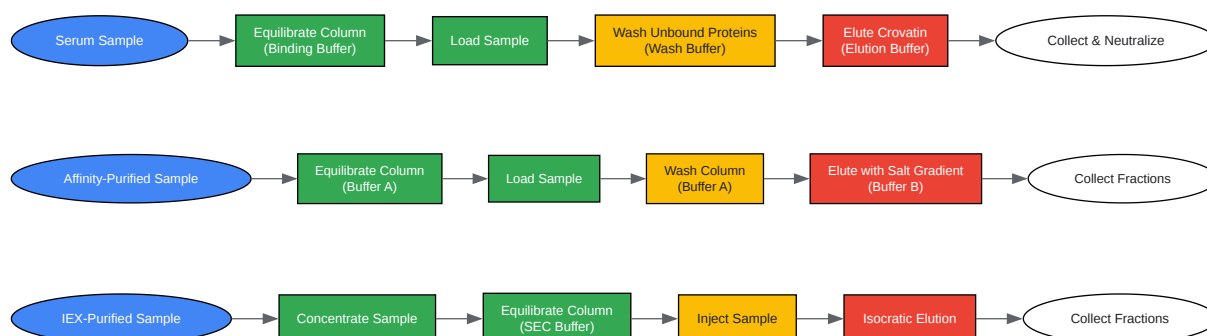 Serum Sample
Equilibrate Column
(Binding Buffer)
Load Sample
Wash Unbound Proteins
(Wash Buffer)
Elute Crovatin
(Elution Buffer)
Collect & Neutralize
Affinity-Purified Sample
Equilibrate Column
(Buffer A)
Load Sample
Wash Column
(Buffer A)
Elute with Salt Gradient
(Buffer B)
Collect Fractions
IEX-Purified Sample
Concentrate Sample
Equilibrate Column
(SEC Buffer)
Inject Sample
Isocratic Elution
Collect Fractions